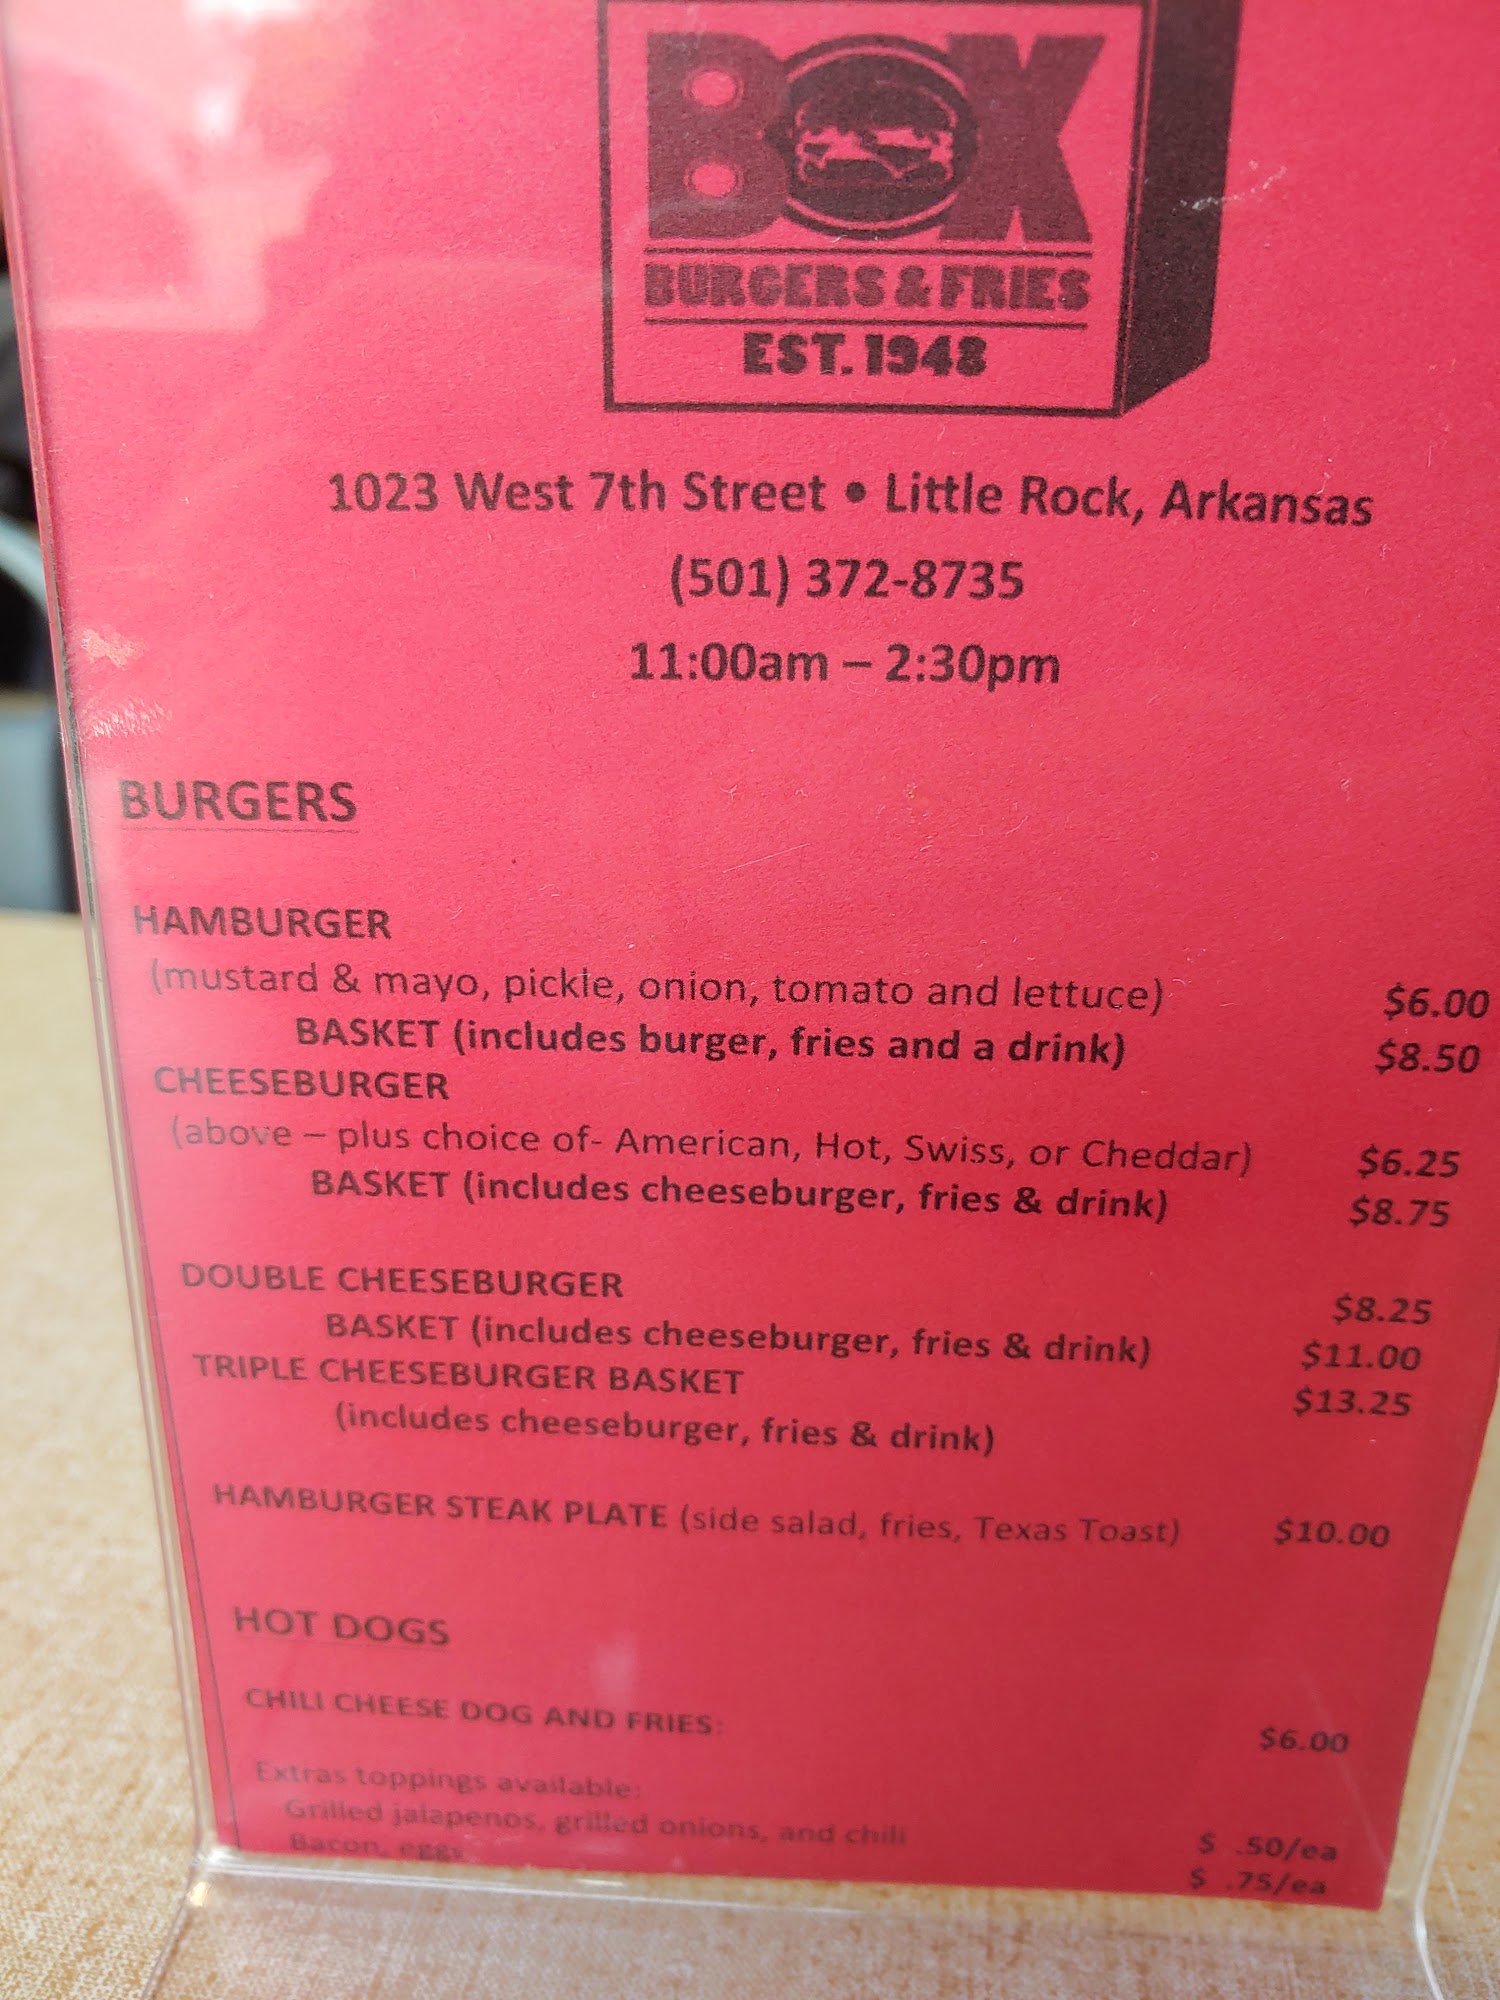 BOX
BURGERS & FRIES
EST. 1948
1023 West 7th Street • Little Rock, Arkansas
(501) 372-8735
11:00am – 2:30pm
BURGERS
HAMBURGER
(mustard & mayo, pickle, onion, tomato and lettuce) $6.00
BASKET (includes burger, fries and a drink) $8.50
CHEESEBURGER
(above – plus choice of- American, Hot, Swiss, or Cheddar) $6.25
BASKET (includes cheeseburger, fries & drink) $8.75
DOUBLE CHEESEBURGER $8.25
BASKET (includes cheeseburger, fries & drink) $11.00
TRIPLE CHEESEBURGER BASKET $13.25
(includes cheeseburger, fries & drink)
HAMBURGER STEAK PLATE (side salad, fries, Texas Toast) $10.00
HOT DOGS
CHILI CHEESE DOG AND FRIES: $6.00
Extras toppings available:
Grilled jalapenos, grilled onions, and chili $ .50/ea
Bacon, eggs $ .75/ea